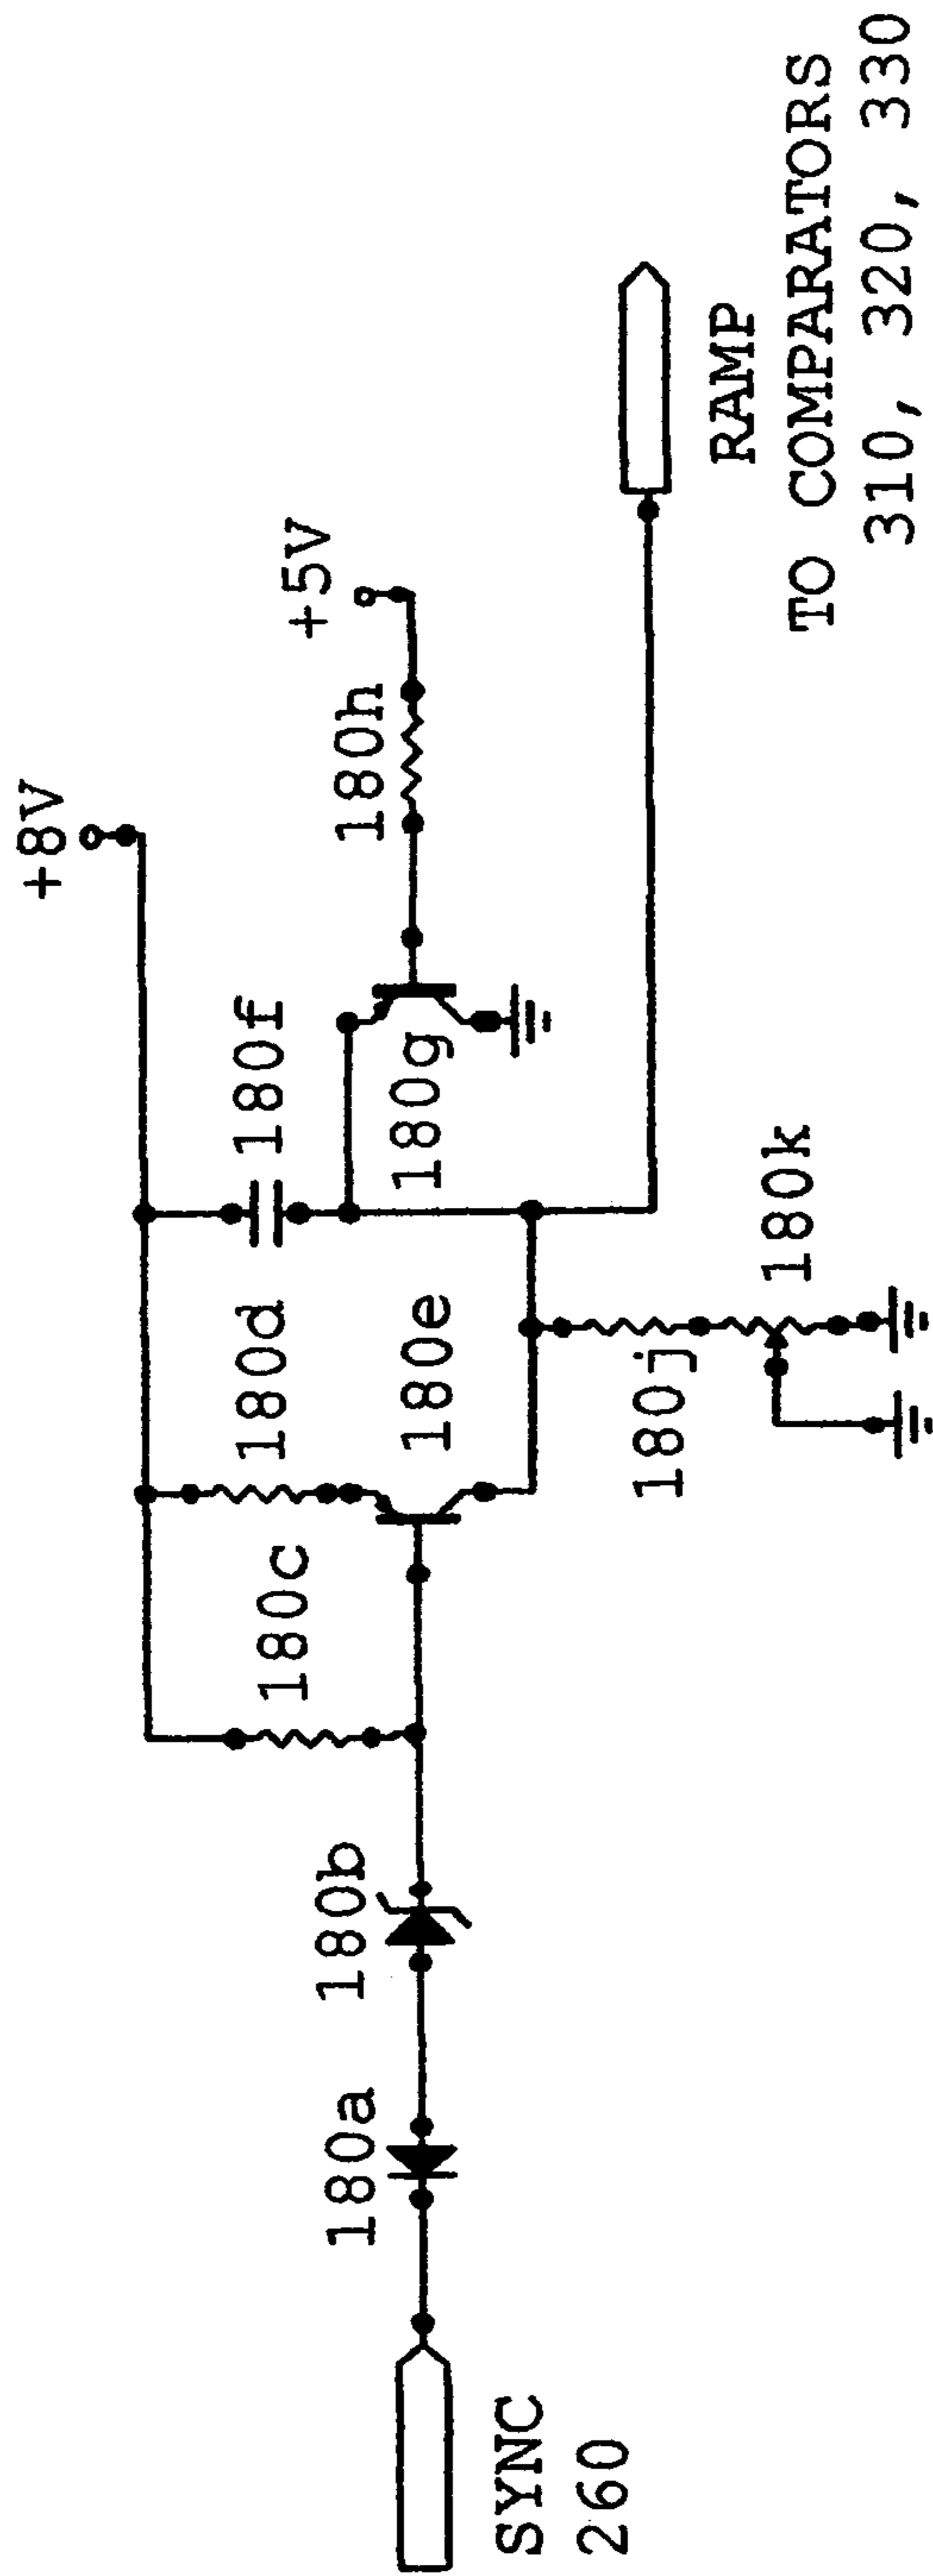 +8V
+5V
180h
180f
180g
180d
180e
180c
180b
180a
180j
180k
SYNC
260
RAMP
TO COMPARATORS
310, 320, 330